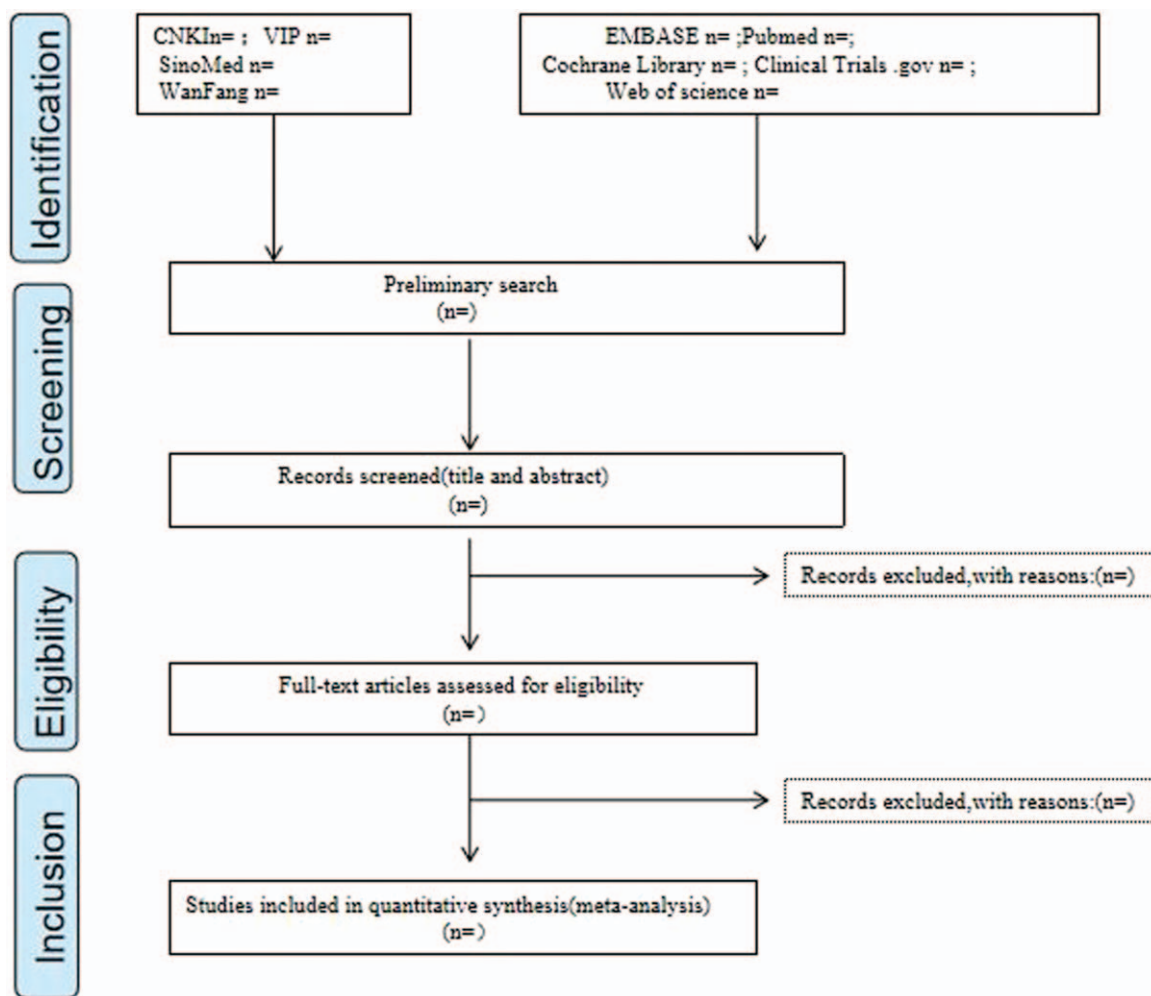 Identification
CNKIn= ; VIP n=
SinoMed n=
WanFang n=
EMBASE n= ;Pubmed n=;
Cochrane Library n= ; Clinical Trials .gov n= ;
Web of science n=
Preliminary search
(n=)
Screening
Records screened(title and abstract)
(n=)
Records excluded,with reasons:(n=)
Eligibility
Full-text articles assessed for eligibility
(n= )
Records excluded,with reasons:(n=)
Inclusion
Studies included in quantitative synthesis(meta-analysis)
(n= )